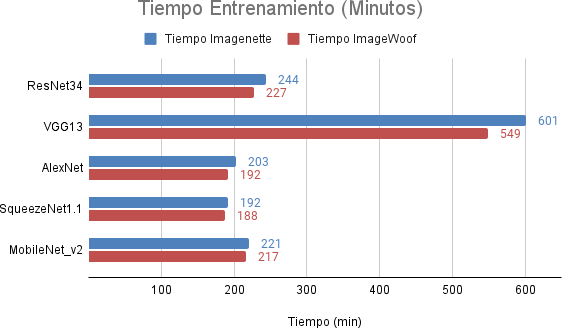 Tiempo Entrenamiento (Minutos)
Tiempo Imagenette Tiempo ImageWoof
ResNet34 244
227
VGG13 601
549
AlexNet 203
192
SqueezeNet1.1 192
188
MobileNet_v2 221
217
100 200 300 400 500 600
Tiempo (min)